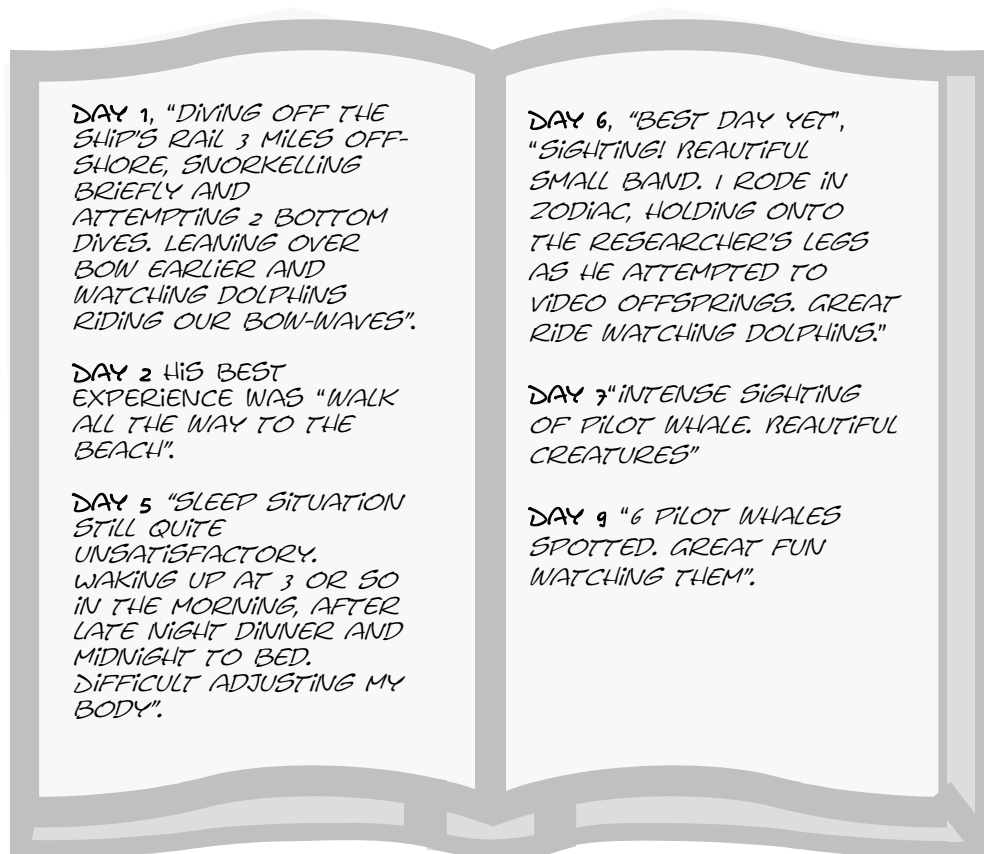 DAY 1, "DIVING OFF THE
SHIP'S RAIL 3 MILES OFF-
SHORE, SNORKELLING
BRIEFLY AND
ATTEMPTING 2 BOTTOM
DIVES. LEANING OVER
BOW EARLIER AND
WATCHING DOLPHINS
RIDING OUR BOW-WAVES".
DAY 2 HIS BEST
EXPERIENCE WAS "WALK
ALL THE WAY TO THE
BEACH".
DAY 5 "SLEEP SITUATION
STILL QUITE
UNSATISFACTORY.
WAKING UP AT 3 OR SO
IN THE MORNING, AFTER
LATE NIGHT DINNER AND
MIDNIGHT TO BED.
DIFFICULT ADJUSTING MY
BODY".
DAY 6, "BEST DAY YET",
"SIGHTING! BEAUTIFUL
SMALL BAND. I RODE IN
ZODIAC, HOLDING ONTO
THE RESEARCHER'S LEGS
AS HE ATTEMPTED TO
VIDEO OFFSPRINGS. GREAT
RIDE WATCHING DOLPHINS."
DAY 7"INTENSE SIGHTING
OF PILOT WHALE. BEAUTIFUL
CREATURES"
DAY 9 "6 PILOT WHALES
SPOTTED. GREAT FUN
WATCHING THEM".